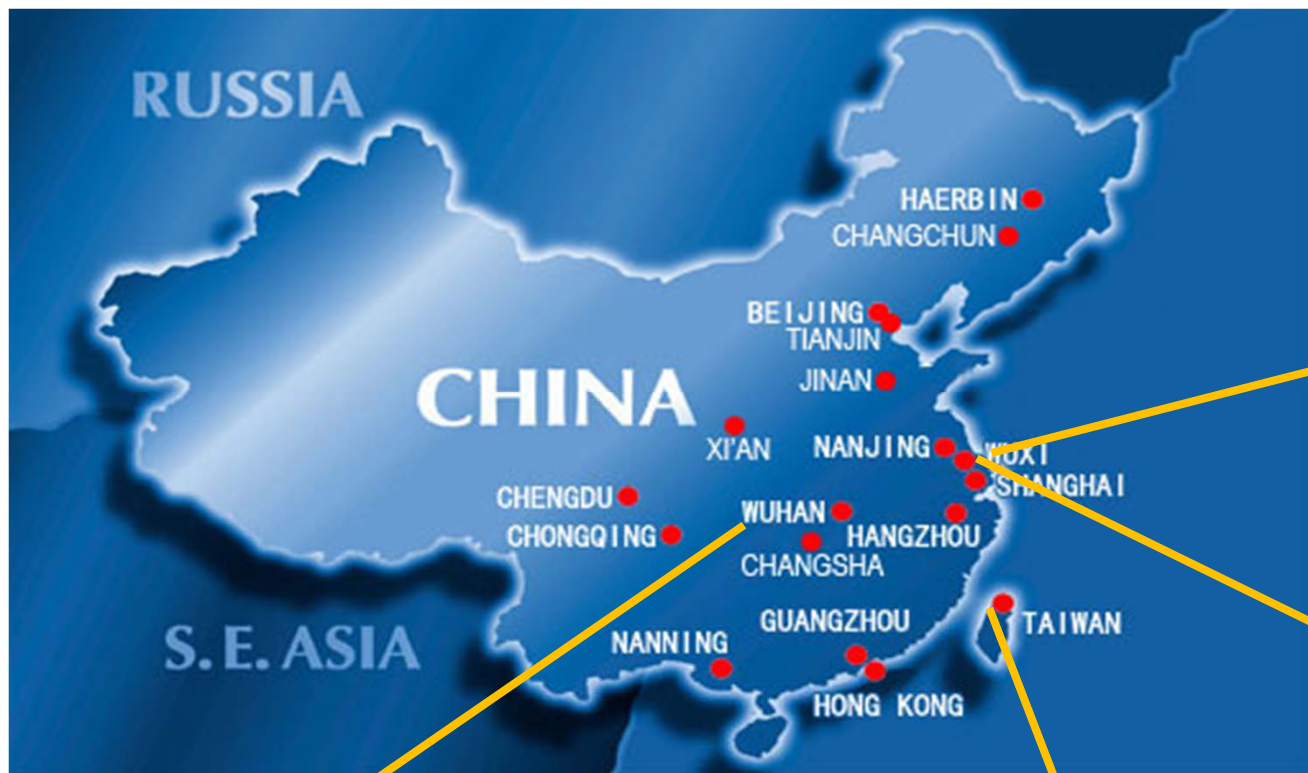 RUSSIA
HAERBIN
CHANGCHUN
BEIJING
TIANJIN
JINAN
CHINA
XI'AN
NANJING
WUXI
SHANGHAI
CHENGDU
WUHAN
CHONGQING
HANGZHOU
CHANGSHA
GUANGZHOU
TAIWAN
NANNING
S.E. ASIA
HONG KONG